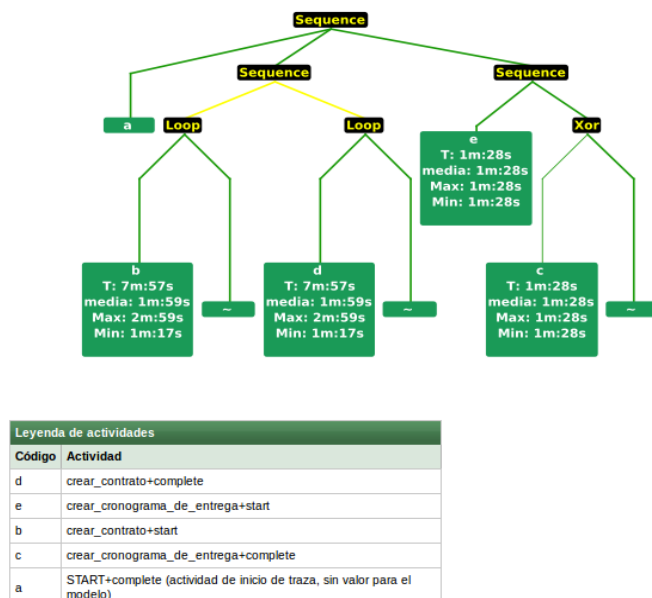 Sequence
Sequence
Sequence
a
Loop
Loop
Xor
e
T: 1m:28s
media: 1m:28s
Max: 1m:28s
Min: 1m:28s
b
T: 7m:57s
media: 1m:59s
Max: 2m:59s
Min: 1m:17s
~
d
T: 7m:57s
media: 1m:59s
Max: 2m:59s
Min: 1m:17s
~
c
T: 1m:28s
media: 1m:28s
Max: 1m:28s
Min: 1m:28s
~
Leyenda de actividades
Código Actividad
d crear_contrato+complete
e crear_cronograma_de_entrega+start
b crear_contrato+start
c crear_cronograma_de_entrega+complete
a START+complete (actividad de inicio de traza, sin valor para el
modelo)